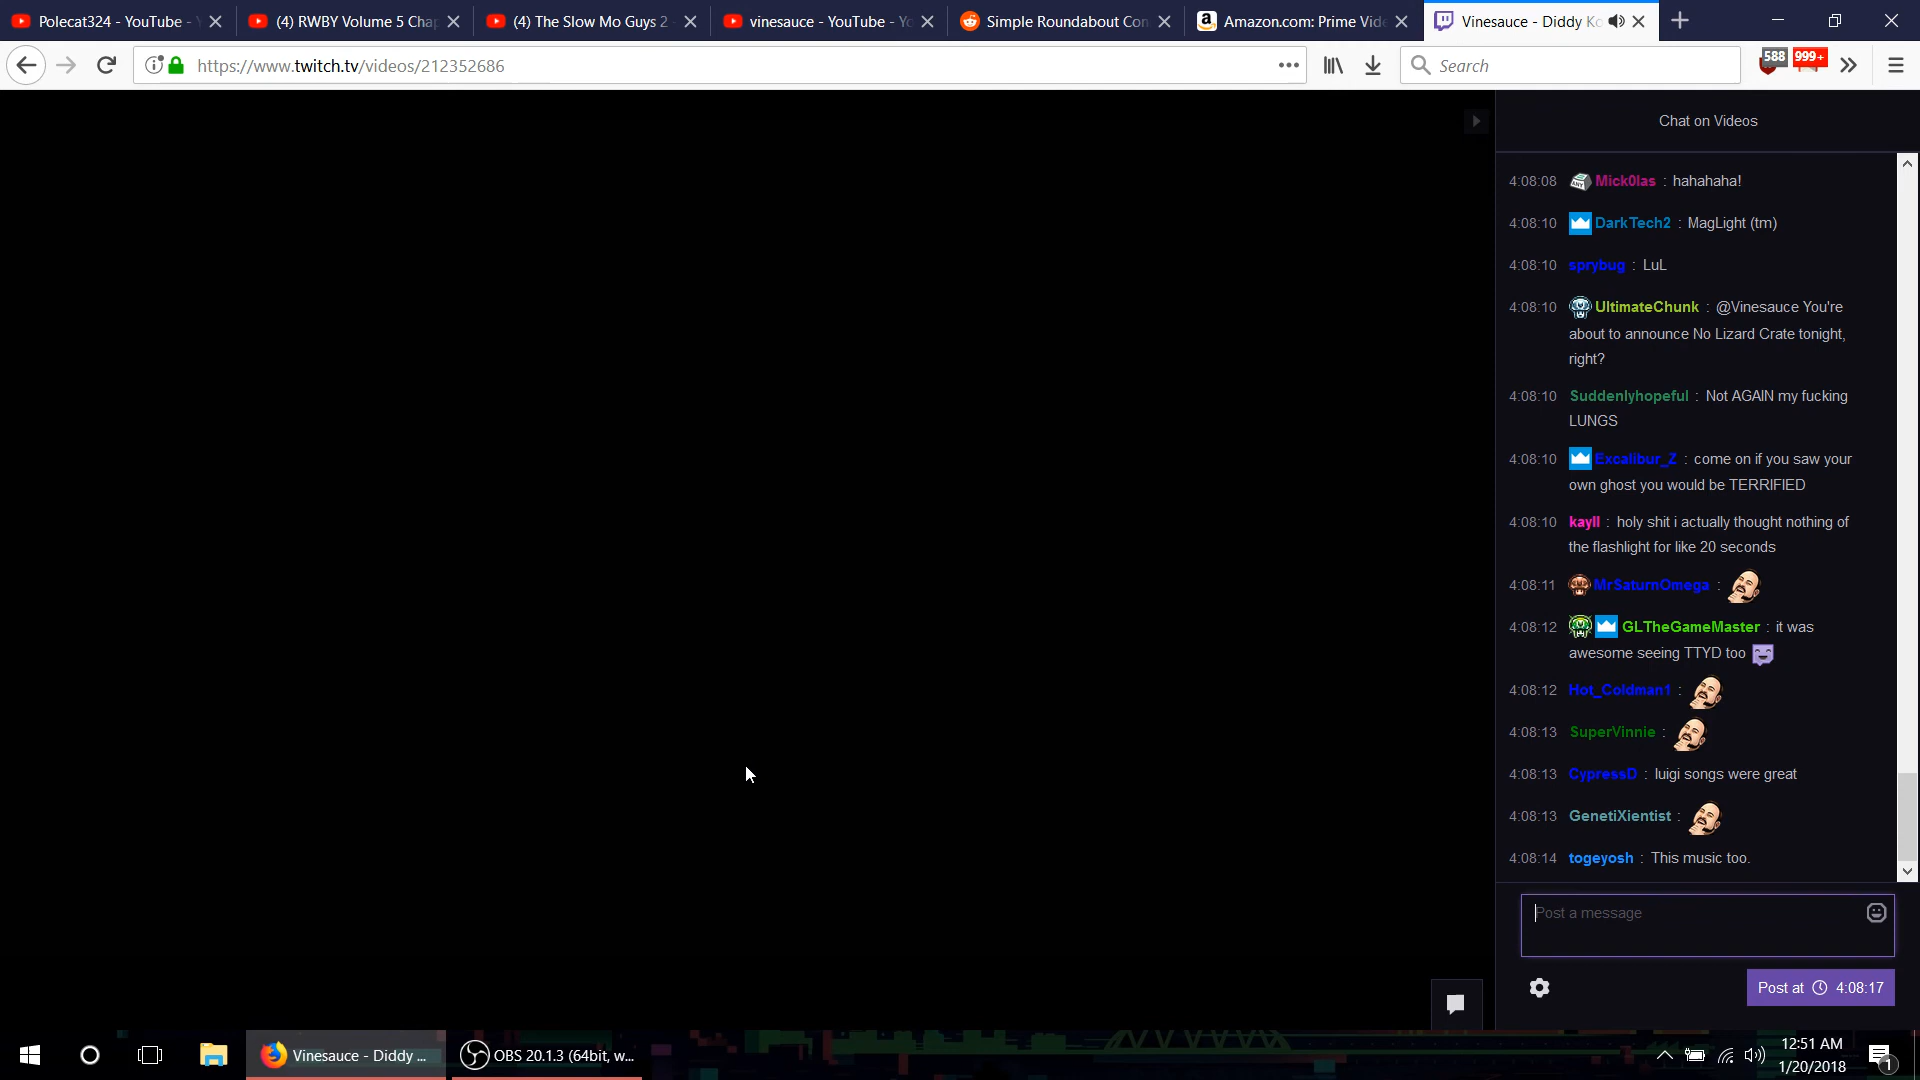 Polecat324 - YouTube -
(4) RWBY Volume 5 Cha
(4) The Slow Mo Guys 2 -
vinesauce - YouTube - Yo
Simple Roundabout Con
Amazon.com: Prime Vide
Vinesauce - Diddy Ko
https://www.twitch.tv/videos/212352686
Search
588
999+
Chat on Videos
4:08:08 Mick0las : hahahaha!
4:08:10 DarkTech2 : MagLight (tm)
4:08:10 sprybug : LuL
4:08:10 UltimateChunk : @Vinesauce You're
about to announce No Lizard Crate tonight,
right?
4:08:10 Suddenlyhopeful : Not AGAIN my fucking
LUNGS
4:08:10 Excalibur_Z : come on if you saw your
own ghost you would be TERRIFIED
4:08:10 kayll : holy shit i actually thought nothing of
the flashlight for like 20 seconds
4:08:11 MrSaturnOmega :
4:08:12 GLTheGameMaster : it was
awesome seeing TTYD too
4:08:12 Hot_Coldman1 :
4:08:13 SuperVinnie :
4:08:13 CypressD : luigi songs were great
4:08:13 GenetiXientist :
4:08:14 togeyosh : This music too.
Post a message
Post at 4:08:17
Vinesauce - Diddy ...
OBS 20.1.3 (64bit, w...
12:51 AM
1/20/2018
1